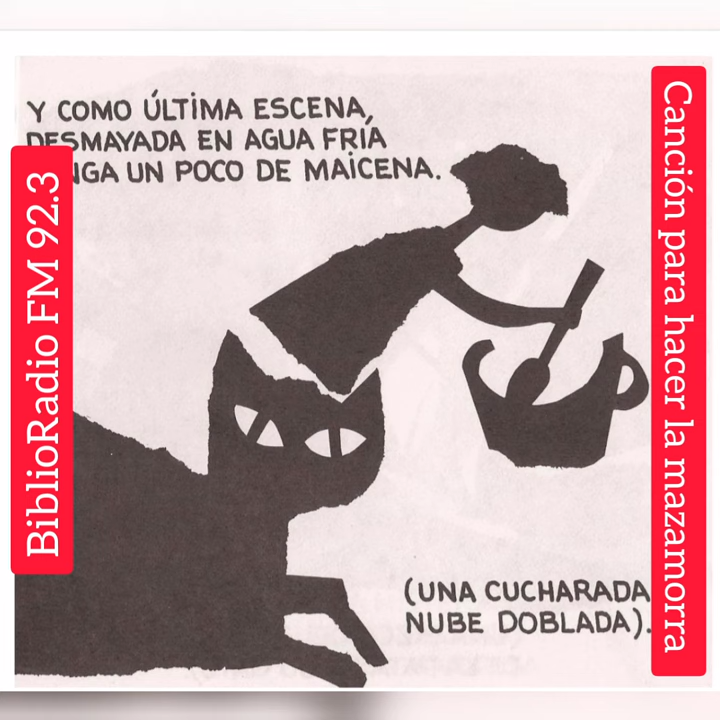 Y COMO ÚLTIMA ESCENA,
DESMAYADA EN AGUA FRIA
NGA UN POCO DE MAICENA.
(UNA CUCHARADA
NUBE DOBLADA).
BiblioRadio FM 92.3
Canción para hacer la mazamorra